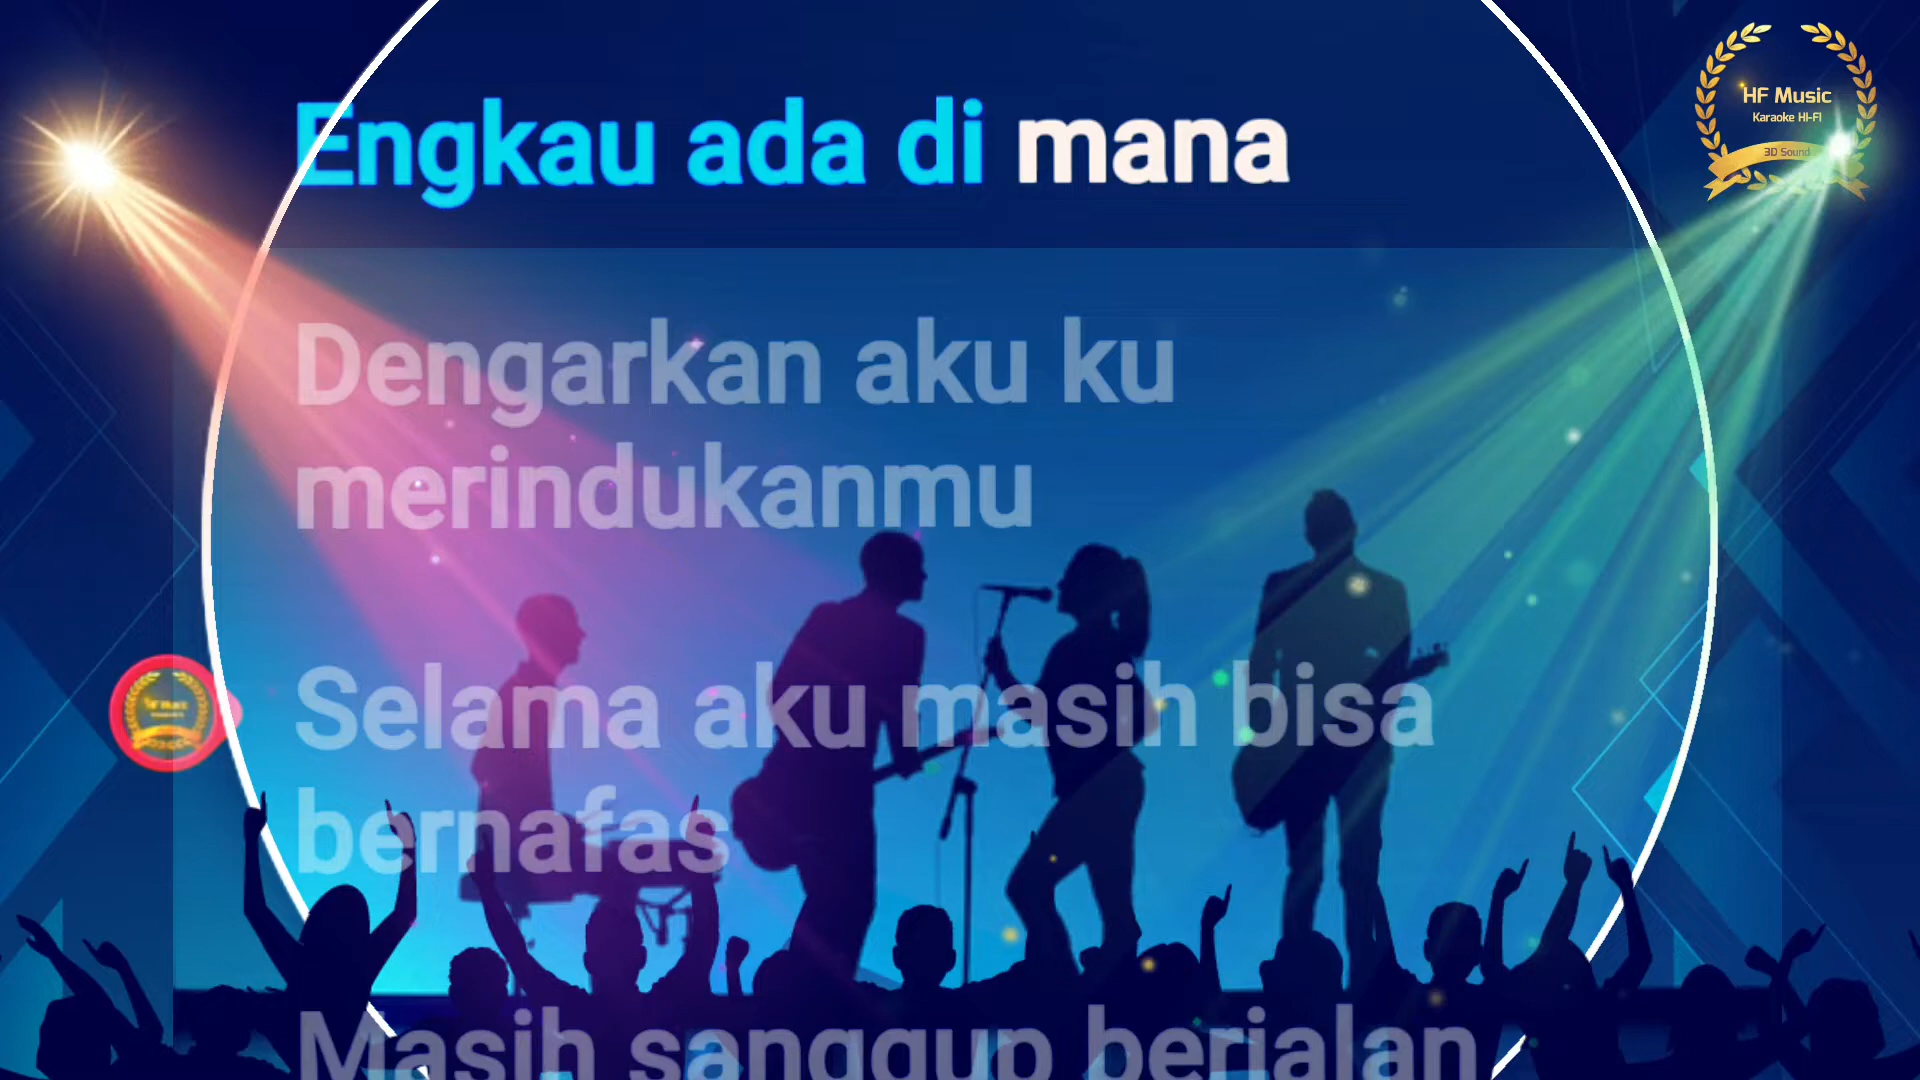 HF Music
Karaoke HI-FI
3D Sound
Engkau ada di mana
Dengarkan aku ku
merindukanmu
Selama aku masih bisa
bernafas
Masih sanggup berjalan